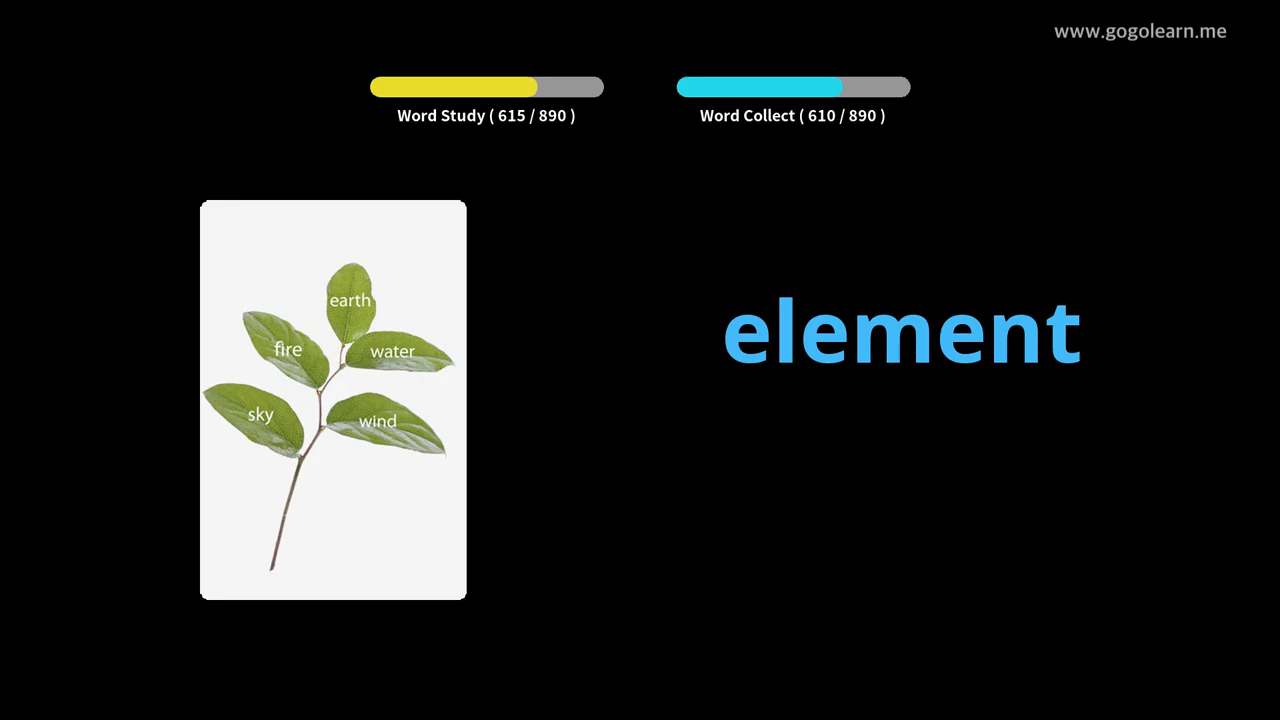 www.gogolearn.me
Word Study ( 615 / 890 )
Word Collect ( 610 / 890 )
earth
fire
water
sky
wind
element